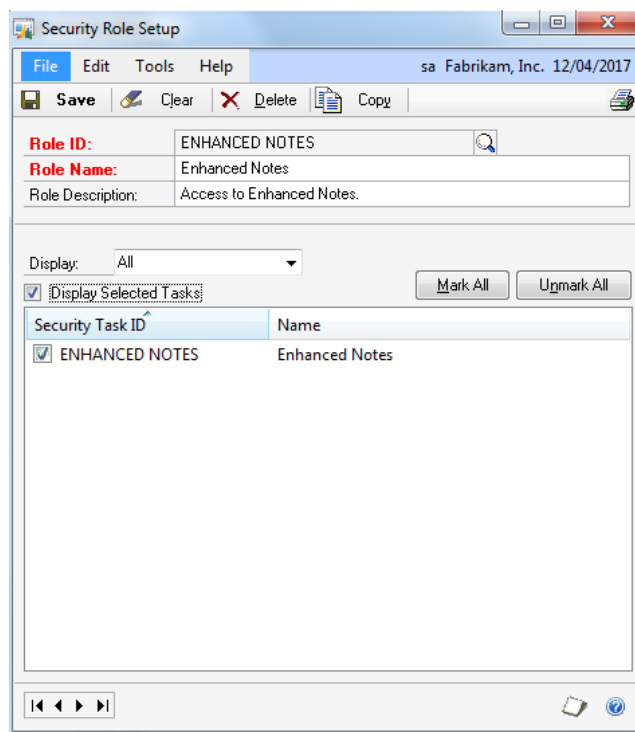 Security Role Setup
File Edit Tools Help sa Fabrikam, Inc. 12/04/2017
Save Clear Delete Copy
Role ID: ENHANCED NOTES
Role Name: Enhanced Notes
Role Description: Access to Enhanced Notes.
Display: All
Display Selected Tasks Mark All Unmark All
Security Task ID Name
ENHANCED NOTES Enhanced Notes